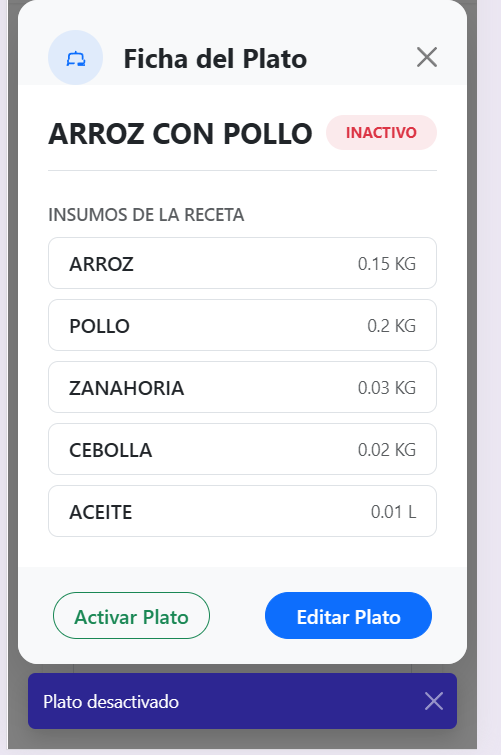 Ficha del Plato
ARROZ CON POLLO INACTIVO
INSUMOS DE LA RECETA
ARROZ 0.15 KG
POLLO 0.2 KG
ZANAHORIA 0.03 KG
CEBOLLA 0.02 KG
ACEITE 0.01 L
Activar Plato Editar Plato
Plato desactivado